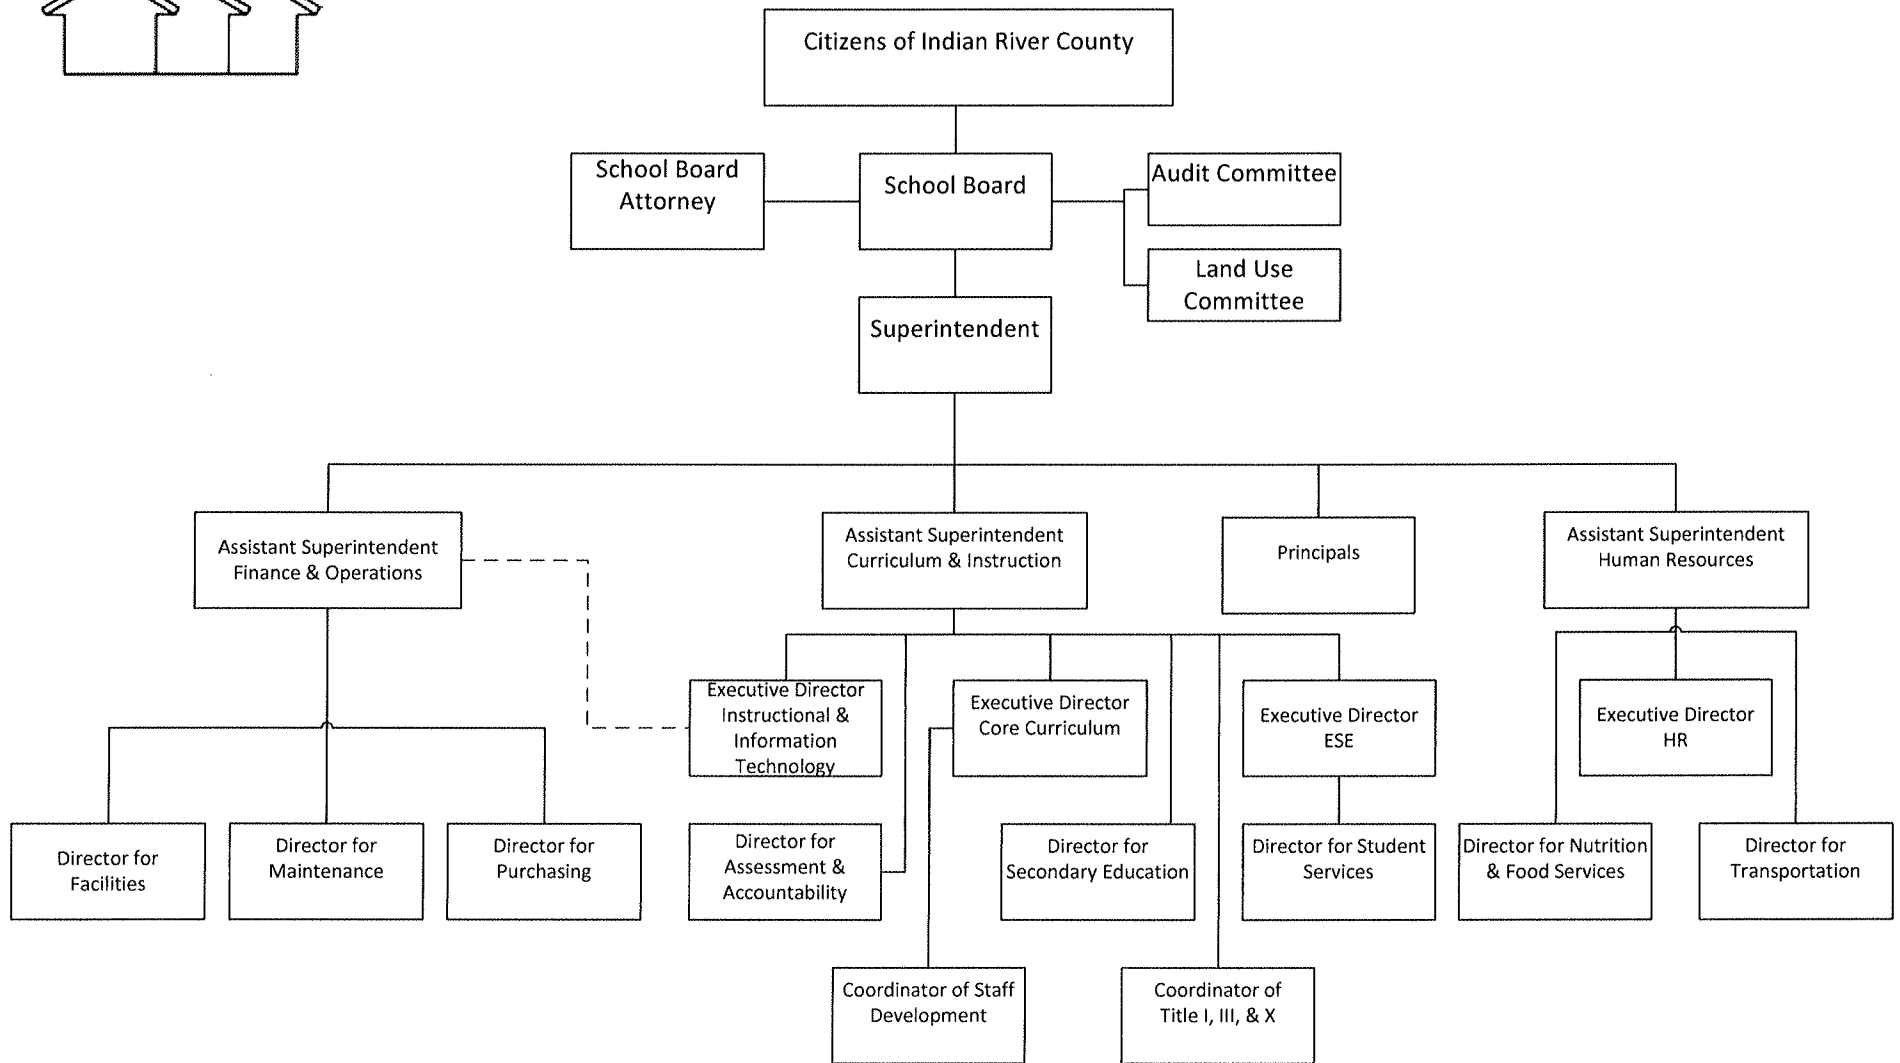 Citizens of Indian River County
School Board
Attorney
School Board
Audit Committee
Land Use
Committee
Superintendent
Assistant Superintendent
Finance & Operations
Assistant Superintendent
Curriculum & Instruction
Principals
Assistant Superintendent
Human Resources
Executive Director
Instructional &
Information
Technology
Executive Director
Core Curriculum
Executive Director
ESE
Executive Director
HR
Director for
Facilities
Director for
Maintenance
Director for
Purchasing
Director for
Assessment &
Accountability
Director for
Secondary Education
Director for Student
Services
Director for Nutrition
& Food Services
Director for
Transportation
Coordinator of Staff
Development
Coordinator of
Title I, III, & X